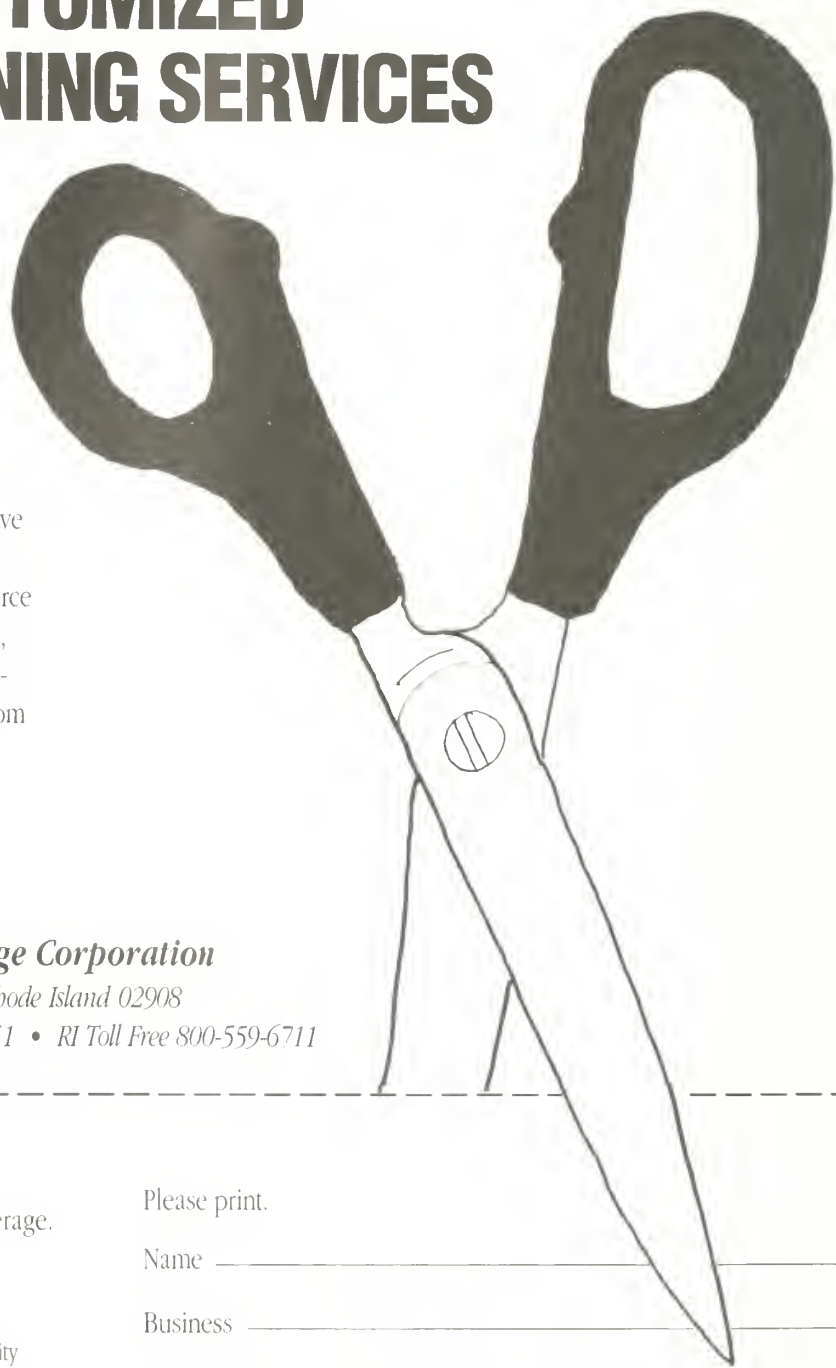 TOMIZED
NING SERVICES
ve
rce
,
-
om
ge Corporation
bode Island 02908
1 • RI Toll Free 800-559-6711
Please print.
erage.
Name
Business
ity